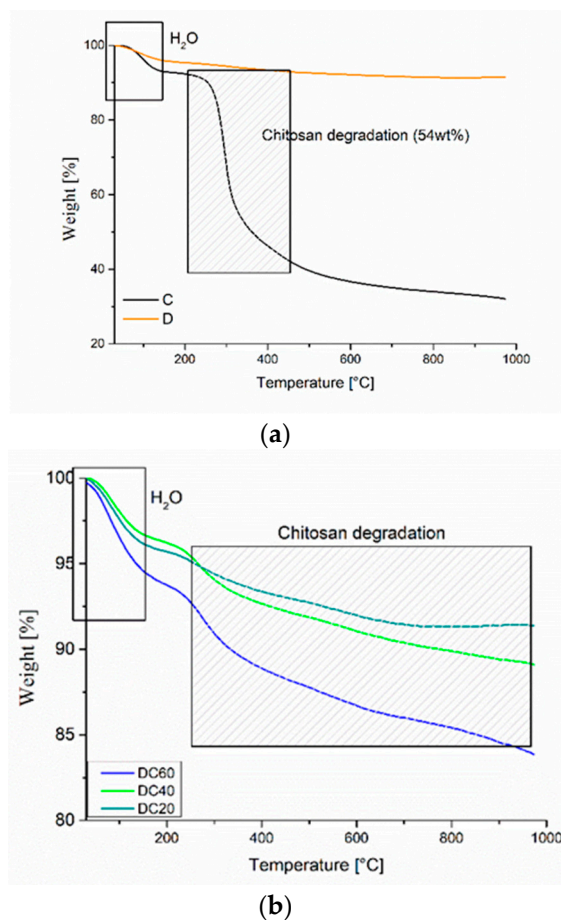 H2O
100
80
60
40
20
Weight [%]
Chitosan degradation (54wt%)
C
D
0
200
400
600
800
1000
Temperature [°C]
(a)
100
95
90
85
80
Weight [%]
H2O
Chitosan degradation
DC60
DC40
DC20
200
400
600
800
1000
Temperature [°C]
(b)